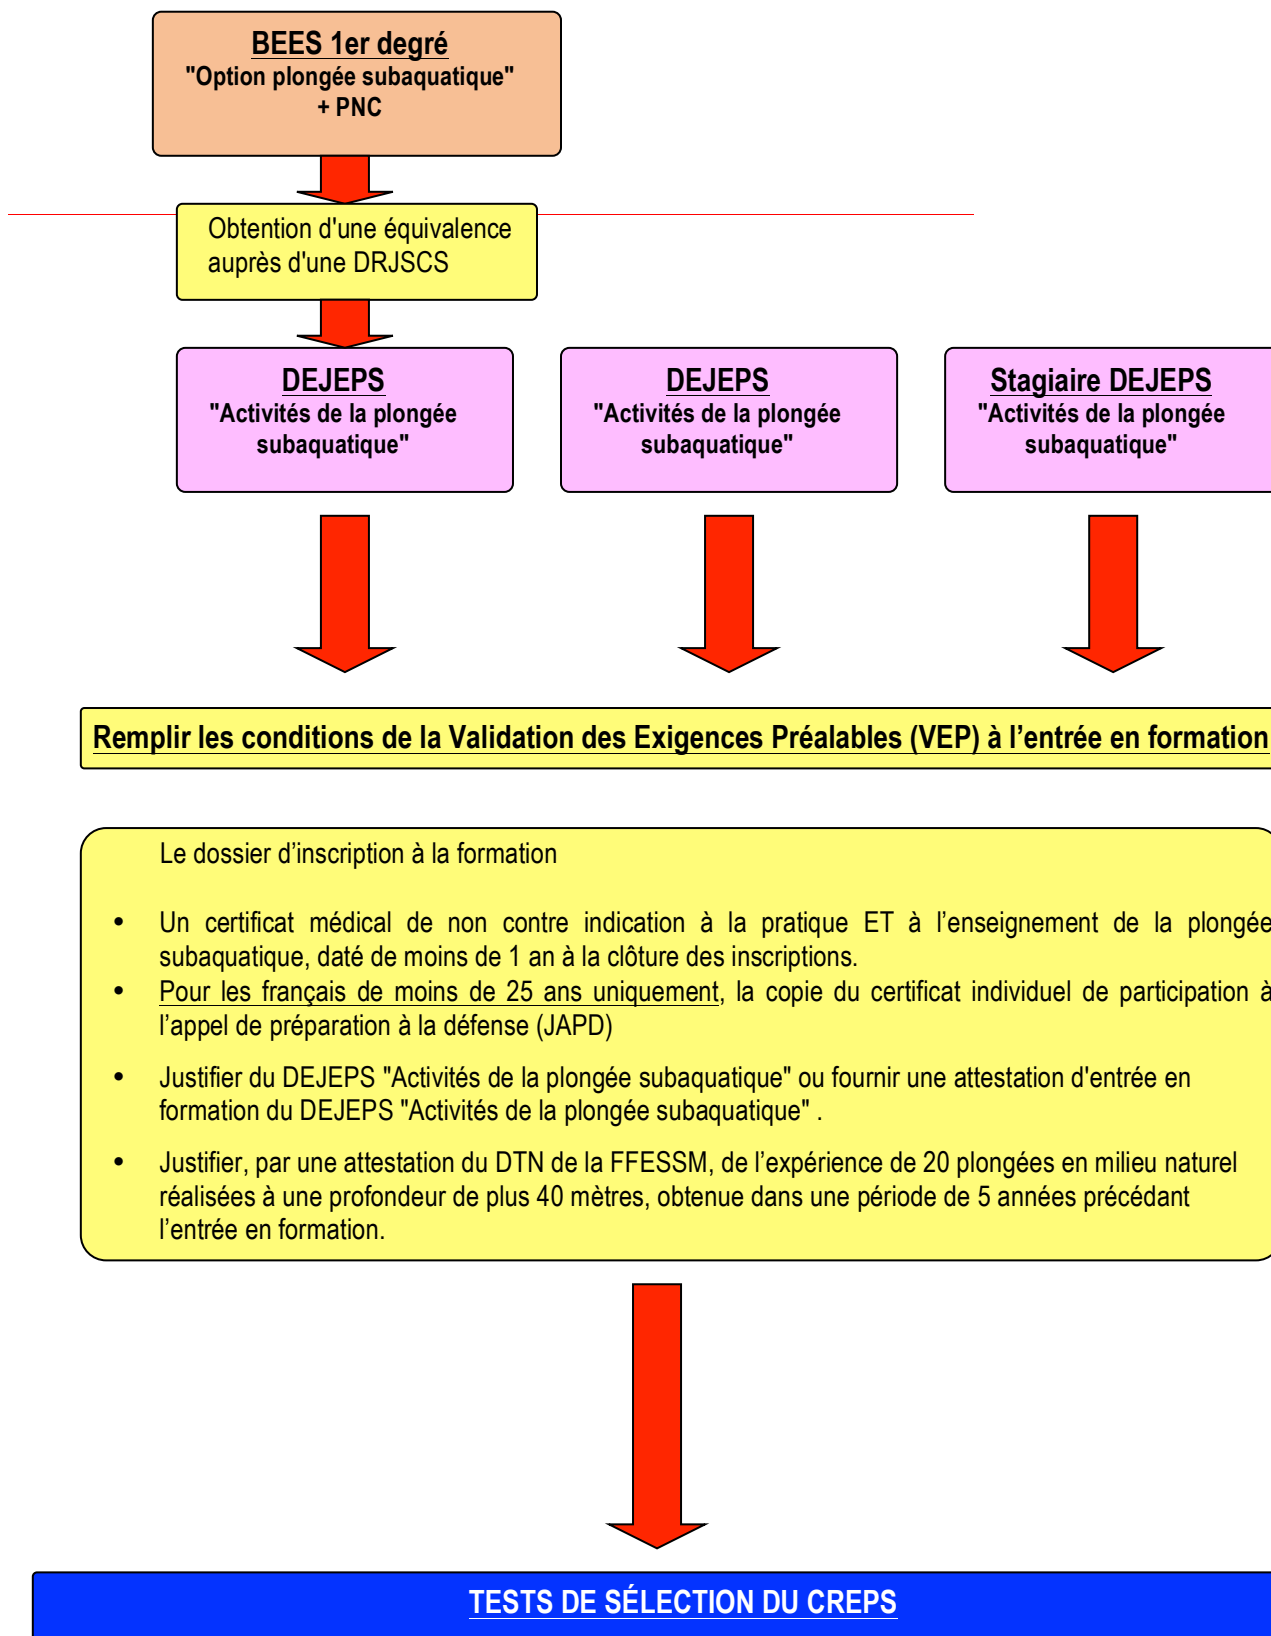 BEES 1er degré
"Option plongée subaquatique"
+ PNC
Obtention d'une équivalence
auprès d'une DRJSCS
DEJEPS
"Activités de la plongée
subaquatique"
DEJEPS
"Activités de la plongée
subaquatique"
Stagiaire DEJEPS
"Activités de la plongée
subaquatique"
Remplir les conditions de la Validation des Exigences Préalables (VEP) à l’entrée en formation
Le dossier d’inscription à la formation
• Un certificat médical de non contre indication à la pratique ET à l’enseignement de la plongée
subaquatique, daté de moins de 1 an à la clôture des inscriptions.
• Pour les français de moins de 25 ans uniquement, la copie du certificat individuel de participation à
l’appel de préparation à la défense (JAPD)
• Justifier du DEJEPS "Activités de la plongée subaquatique" ou fournir une attestation d'entrée en
formation du DEJEPS "Activités de la plongée subaquatique" .
• Justifier, par une attestation du DTN de la FFESSM, de l’expérience de 20 plongées en milieu naturel
réalisées à une profondeur de plus 40 mètres, obtenue dans une période de 5 années précédant
l’entrée en formation.
TESTS DE SÉLECTION DU CREPS